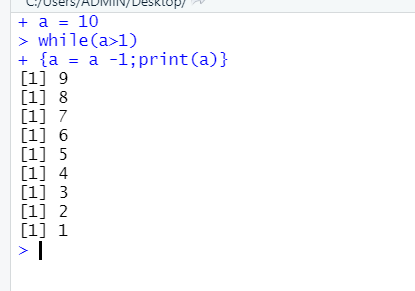 C:/Users/ADMIN/Desktop/
+ a = 10
> while(a>1)
+ {a = a -1;print(a)}
[1] 9
[1] 8
[1] 7
[1] 6
[1] 5
[1] 4
[1] 3
[1] 2
[1] 1
>